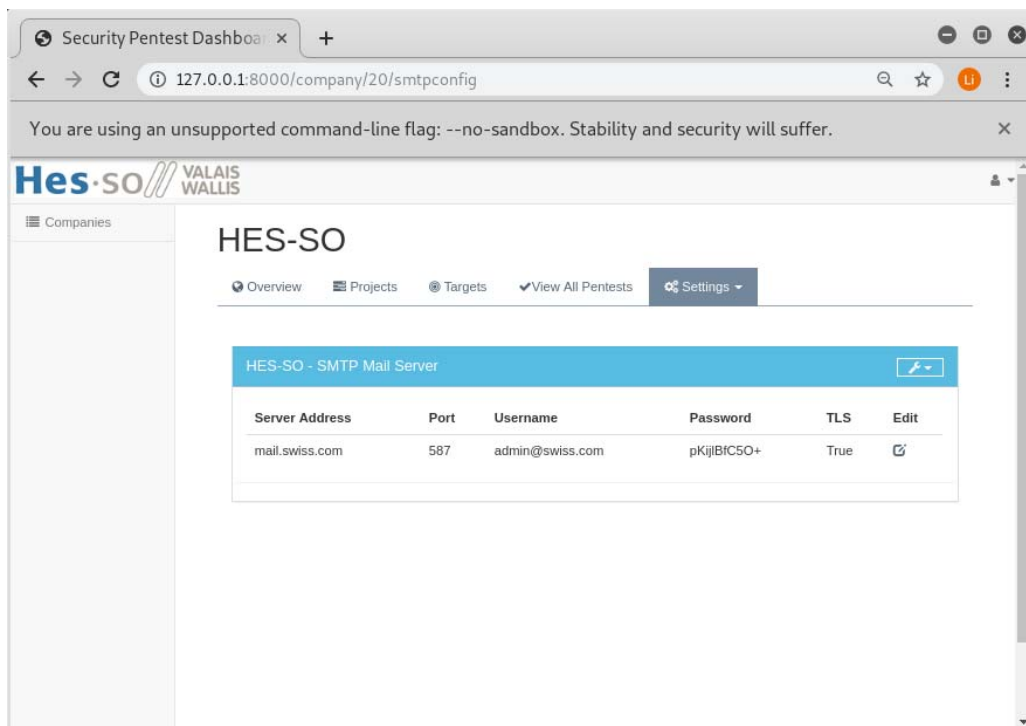 Security Pentest Dashboa
127.0.0.1:8000/company/20/smtpconfig
Li
You are using an unsupported command-line flag: --no-sandbox. Stability and security will suffer.
Hes·so VALAIS
WALLIS
Companies
HES-SO
Overview Projects Targets View All Pentests Settings
HES-SO - SMTP Mail Server
Server Address Port Username Password TLS Edit
mail.swiss.com 587 admin@swiss.com pKijlBfC5O+ True